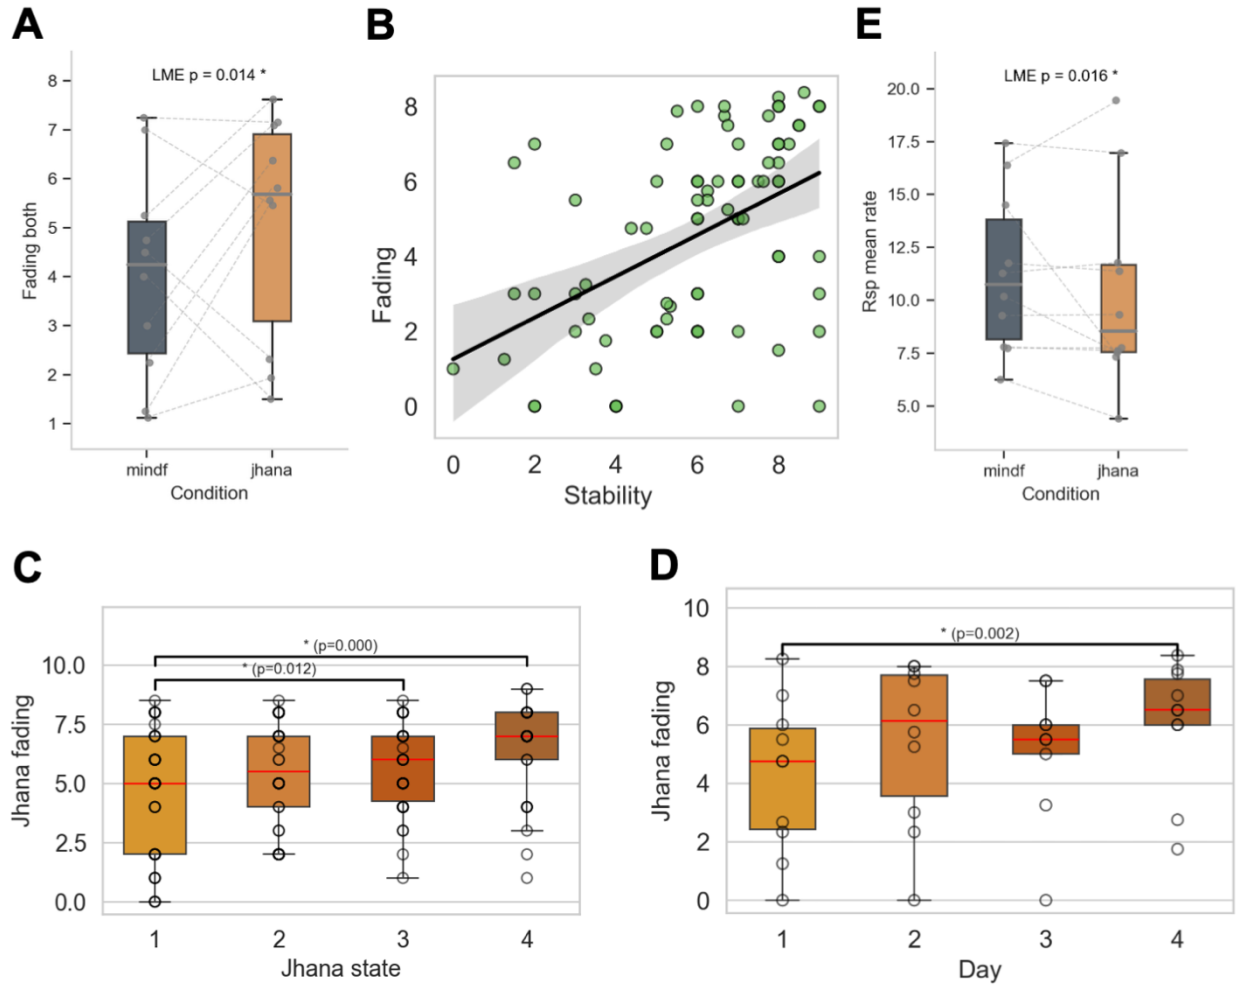 A
LME p = 0.014 *
Fading both
8
7
6
5
4
3
2
1
mindf
jhana
Condition
B
Fading
8
6
4
2
0
0
2
4
6
8
Stability
E
LME p = 0.016 *
Rsp mean rate
20.0
17.5
15.0
12.5
10.0
7.5
5.0
mindf
jhana
Condition
C
* (p=0.000)
* (p=0.012)
Jhana fading
10.0
7.5
5.0
2.5
0.0
1
2
3
4
Jhana state
D
* (p=0.002)
Jhana fading
10
8
6
4
2
0
1
2
3
4
Day